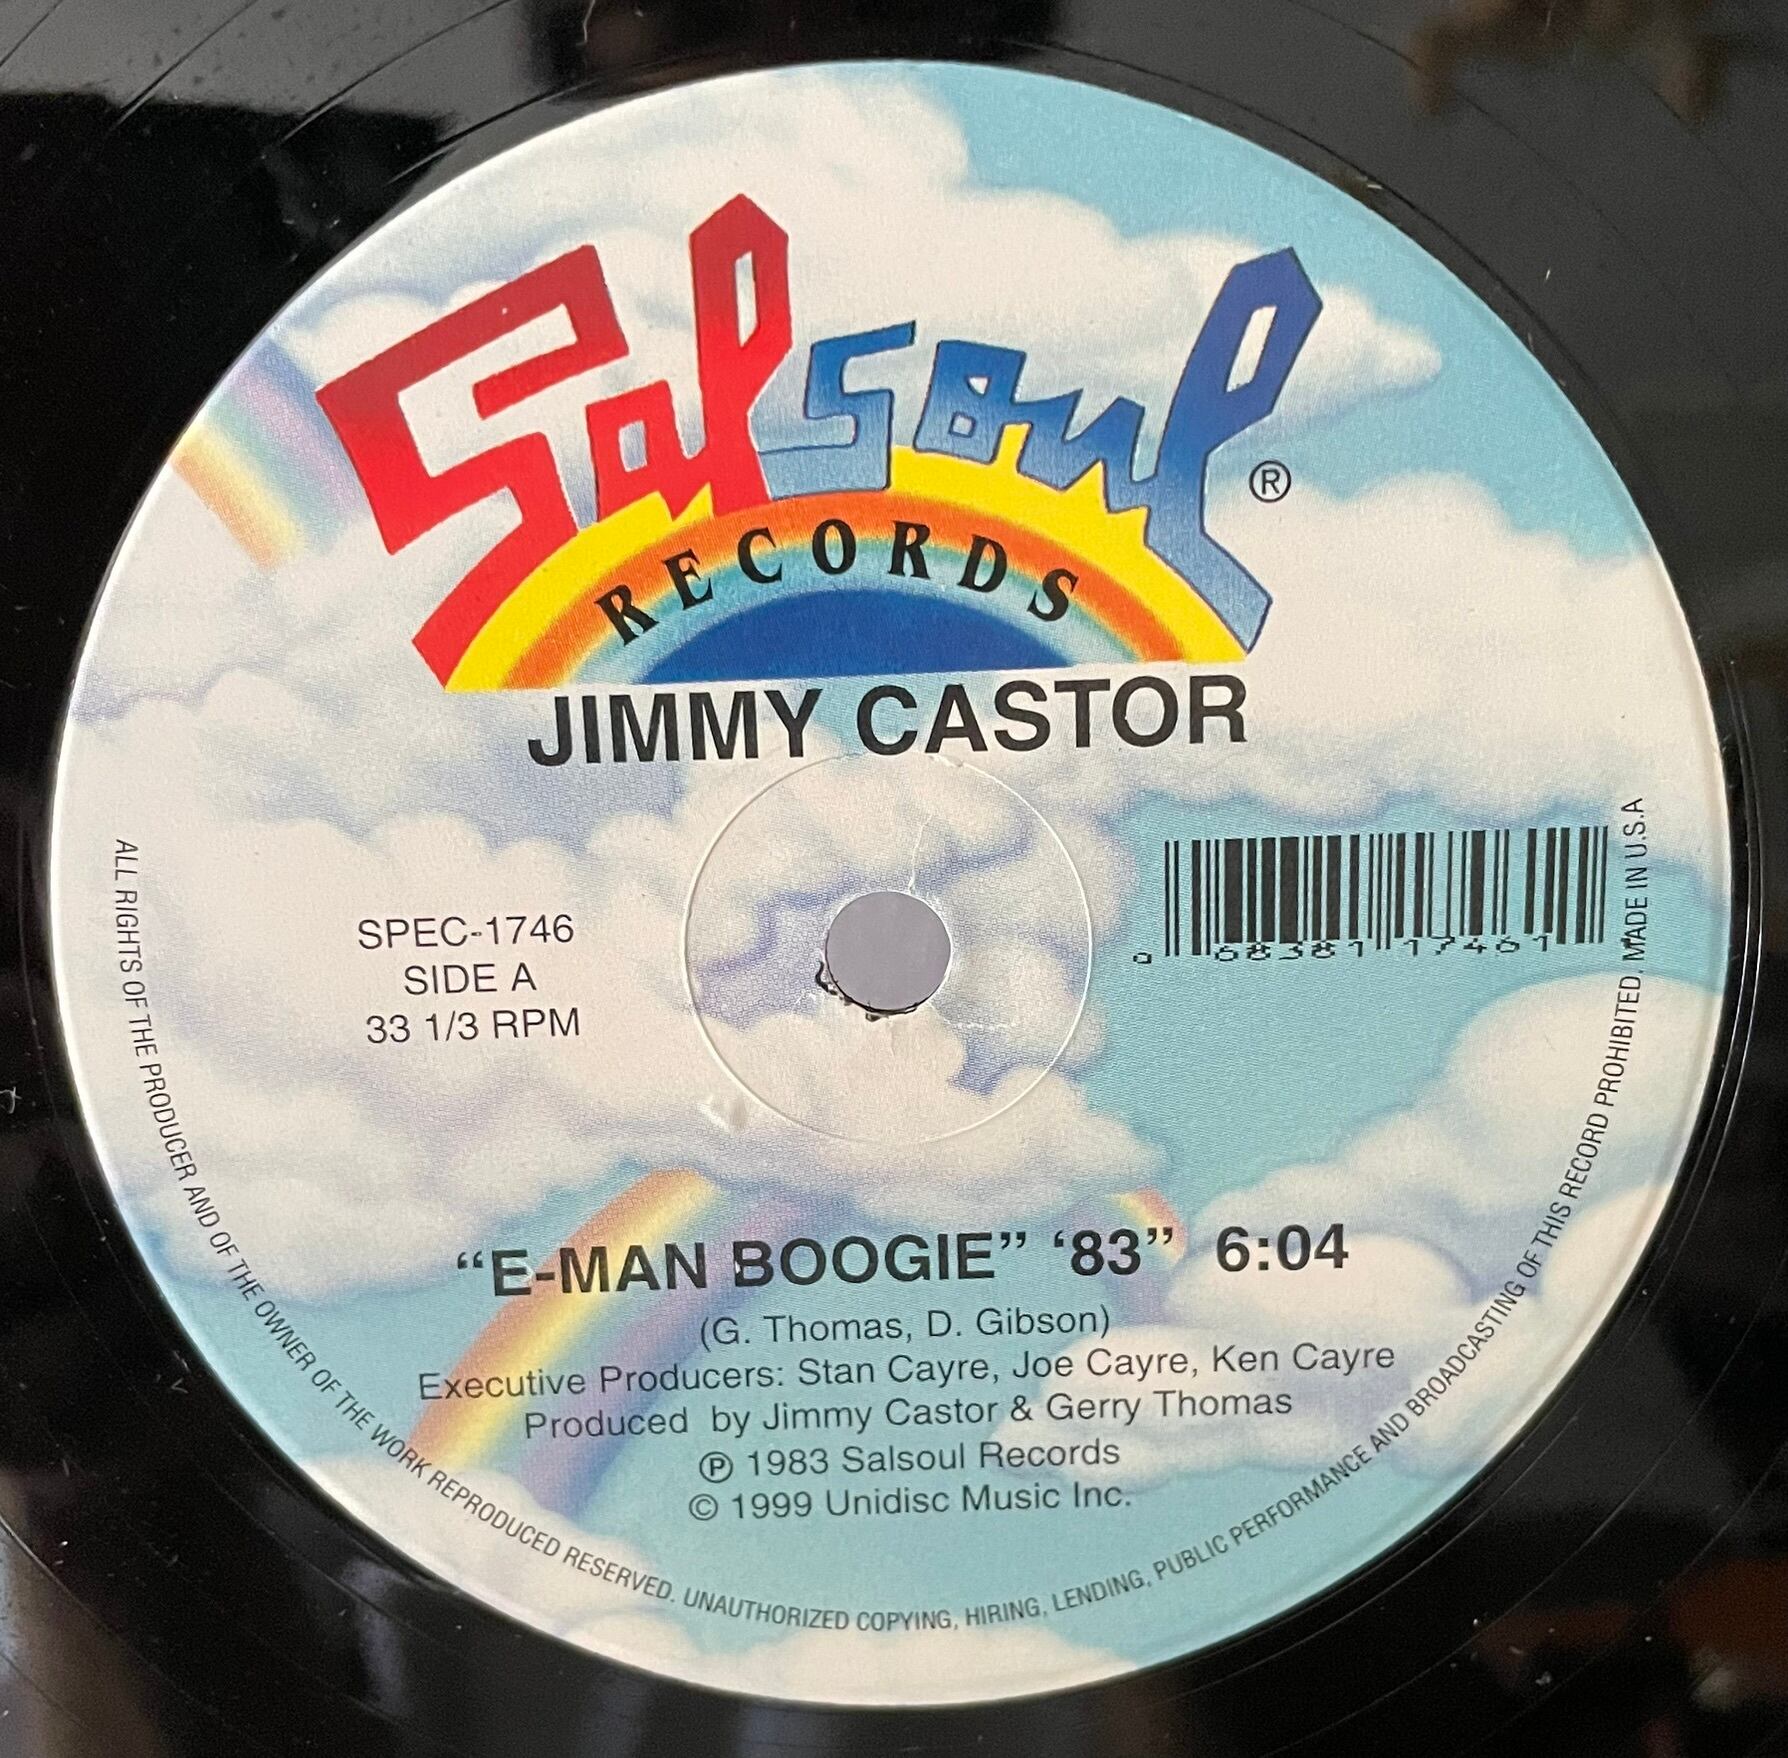 Salsoul ®
RECORDS
JIMMY CASTOR
SPEC-1746
SIDE A
33 1/3 RPM
0 68381 17461
“E-MAN BOOGIE” ‘83” 6:04
(G. Thomas, D. Gibson)
Executive Producers: Stan Cayre, Joe Cayre, Ken Cayre
Produced by Jimmy Castor & Gerry Thomas
℗ 1983 Salsoul Records
© 1999 Unidisc Music Inc.
ALL RIGHTS OF THE PRODUCER AND OF THE OWNER OF THE WORK REPRODUCED RESERVED. UNAUTHORIZED COPYING, HIRING, LENDING, PUBLIC PERFORMANCE AND BROADCASTING OF THIS RECORD PROHIBITED. MADE IN U.S.A